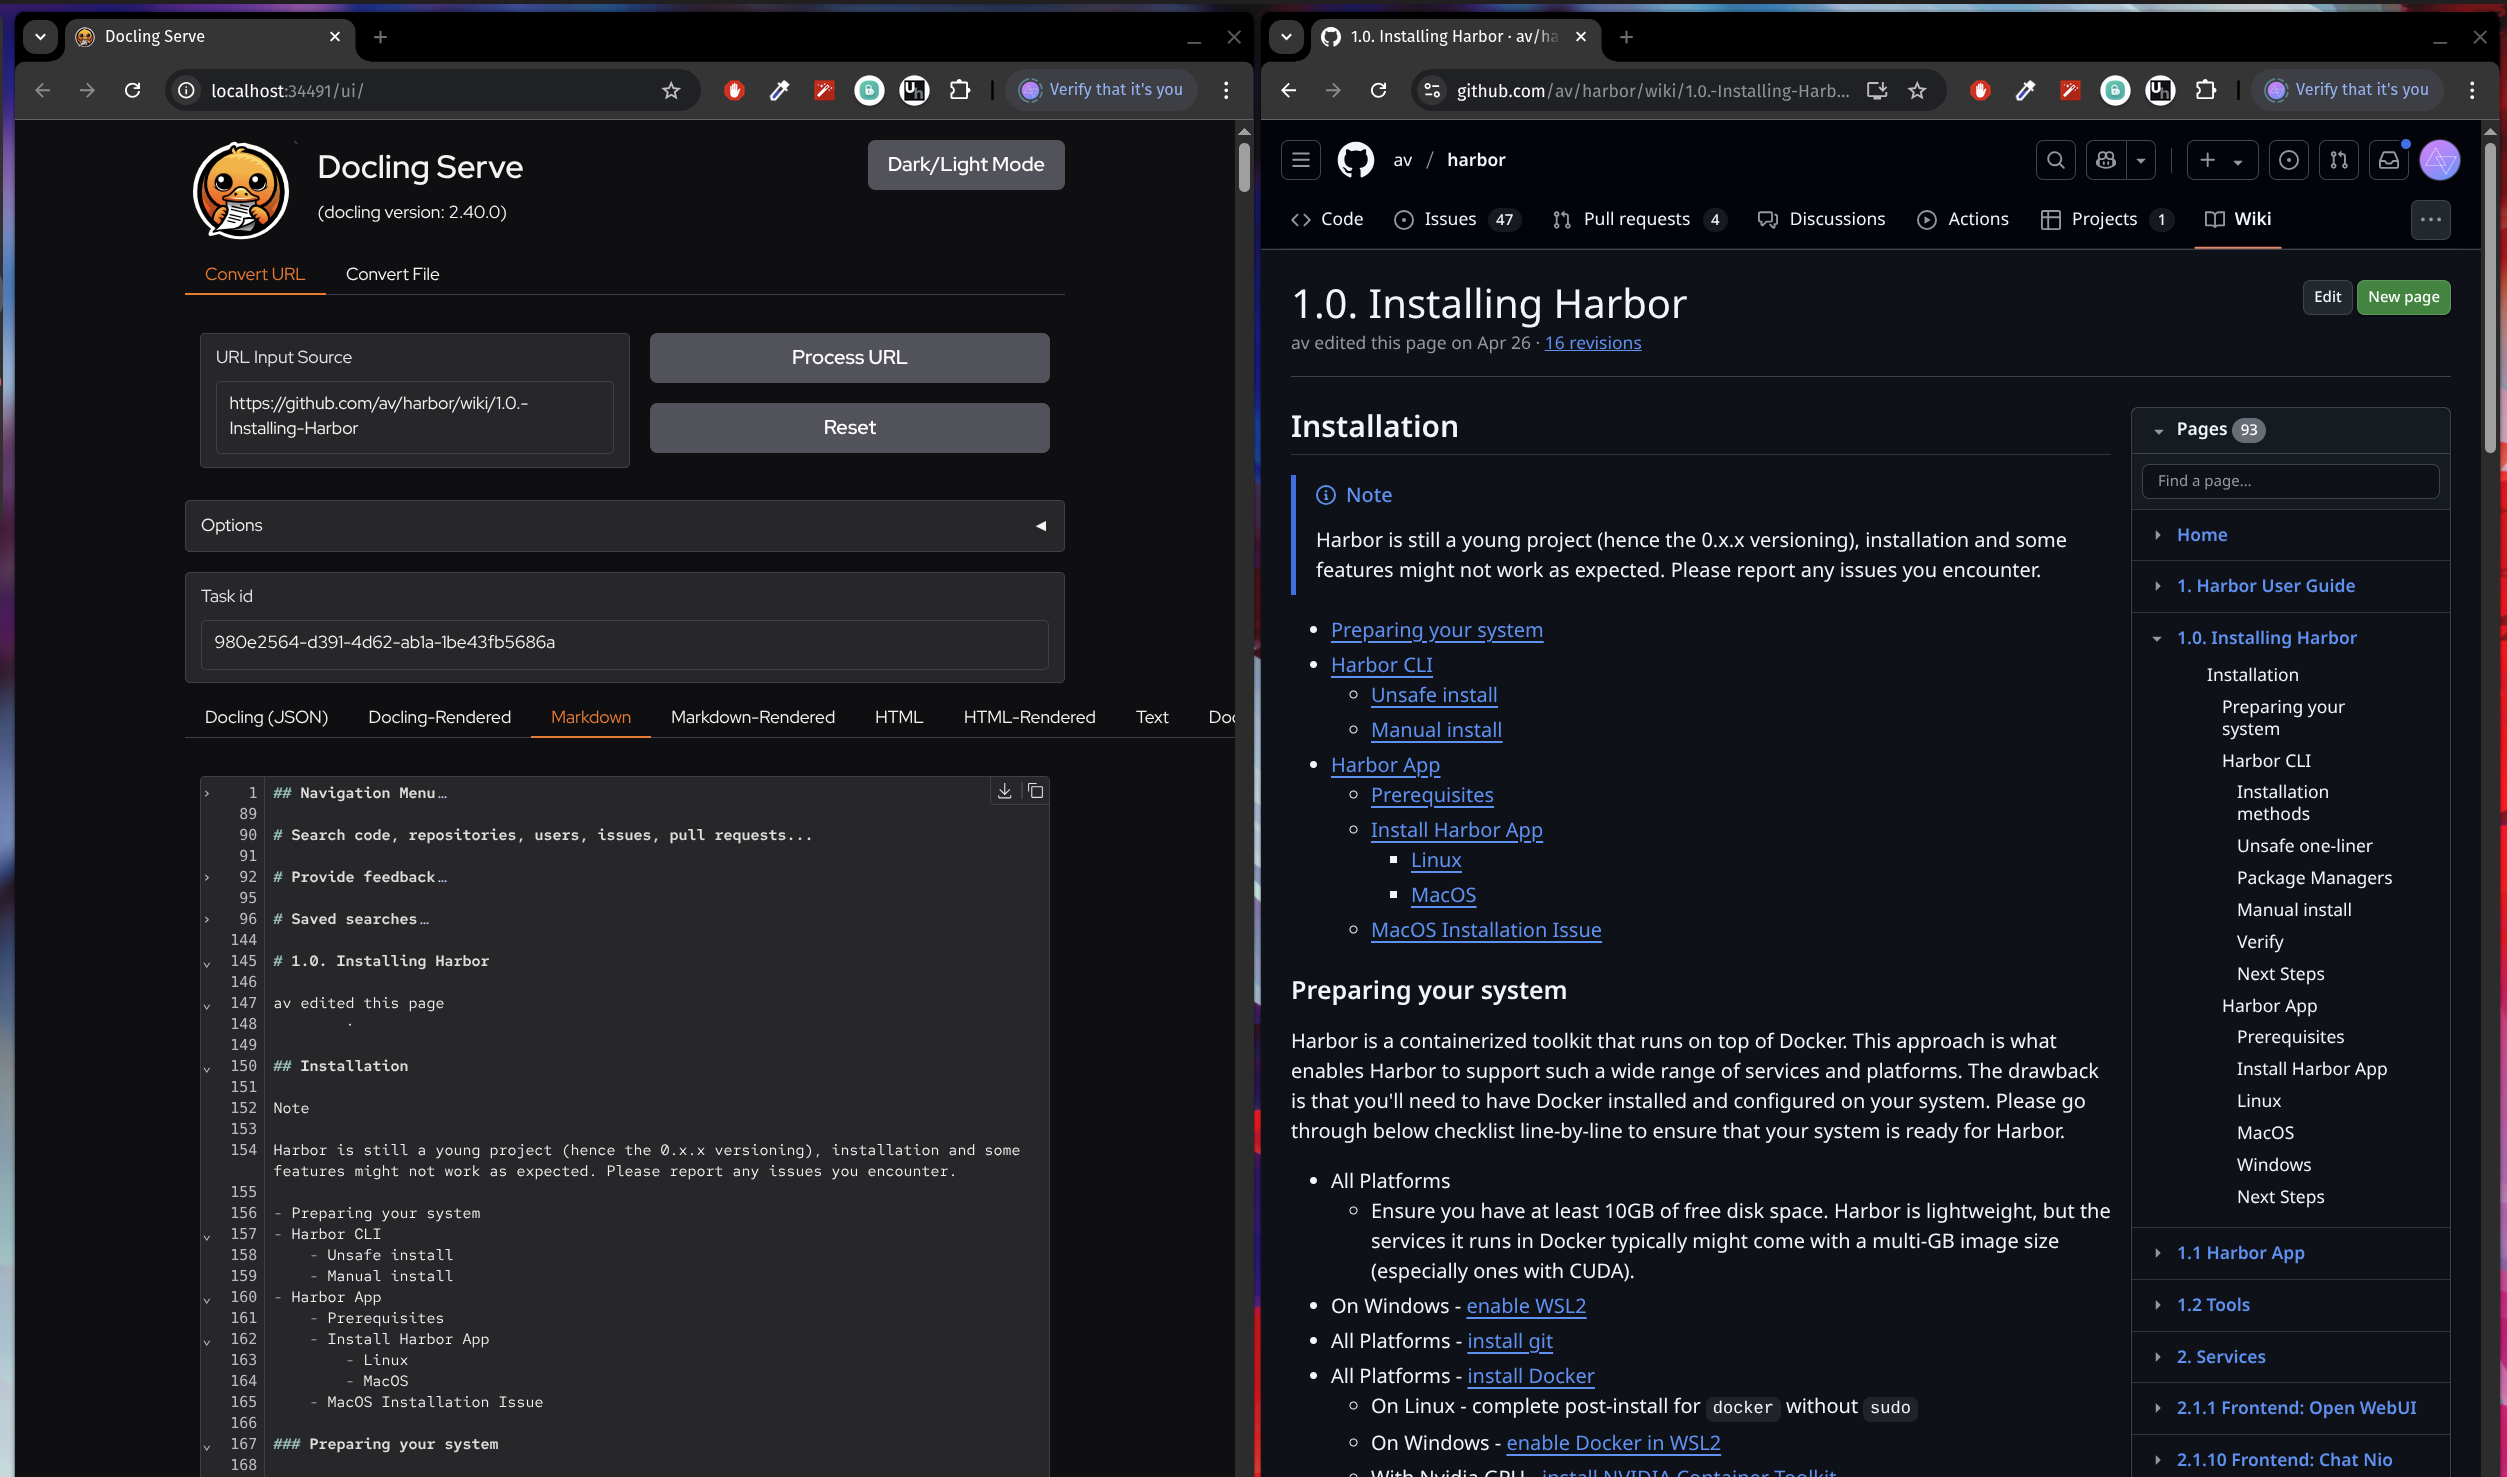 Docling Serve
localhost:34491/ui/
Verify that it's you
Docling Serve
(docling version: 2.40.0)
Dark/Light Mode
Convert URL
Convert File
URL Input Source
https://github.com/av/harbor/wiki/1.0.-
Installing-Harbor
Process URL
Reset
Options
Task id
980e2564-d391-4d62-ab1a-1be43fb5686a
Docling (JSON)
Docling-Rendered
Markdown
Markdown-Rendered
HTML
HTML-Rendered
Text
Doc
1 ## Navigation Menu…
89
90 # Search code, repositories, users, issues, pull requests...
91
92 # Provide feedback…
95
96 # Saved searches…
144
145 # 1.0. Installing Harbor
146
147 av edited this page
148 ·
149
150 ## Installation
151
152 Note
153
154 Harbor is still a young project (hence the 0.x.x versioning), installation and some
features might not work as expected. Please report any issues you encounter.
155
156 - Preparing your system
157 - Harbor CLI
158 - Unsafe install
159 - Manual install
160 - Harbor App
161 - Prerequisites
162 - Install Harbor App
163 - Linux
164 - MacOS
165 - MacOS Installation Issue
166
167 ### Preparing your system
168
1.0. Installing Harbor · av/ha
github.com/av/harbor/wiki/1.0.-Installing-Harb...
Verify that it's you
av / harbor
Code
Issues 47
Pull requests 4
Discussions
Actions
Projects 1
Wiki
1.0. Installing Harbor
Edit
New page
av edited this page on Apr 26 · 16 revisions
Installation
Note
Harbor is still a young project (hence the 0.x.x versioning), installation and some
features might not work as expected. Please report any issues you encounter.
• Preparing your system
• Harbor CLI
◦ Unsafe install
◦ Manual install
• Harbor App
◦ Prerequisites
◦ Install Harbor App
▪ Linux
▪ MacOS
◦ MacOS Installation Issue
Preparing your system
Harbor is a containerized toolkit that runs on top of Docker. This approach is what
enables Harbor to support such a wide range of services and platforms. The drawback
is that you'll need to have Docker installed and configured on your system. Please go
through below checklist line-by-line to ensure that your system is ready for Harbor.
• All Platforms
◦ Ensure you have at least 10GB of free disk space. Harbor is lightweight, but the
services it runs in Docker typically might come with a multi-GB image size
(especially ones with CUDA).
• On Windows - enable WSL2
• All Platforms - install git
• All Platforms - install Docker
◦ On Linux - complete post-install for docker without sudo
◦ On Windows - enable Docker in WSL2
◦ With Nvidia GPU - install NVIDIA Container Toolkit
Pages 93
Find a page...
Home
1. Harbor User Guide
1.0. Installing Harbor
Installation
Preparing your
system
Harbor CLI
Installation
methods
Unsafe one-liner
Package Managers
Manual install
Verify
Next Steps
Harbor App
Prerequisites
Install Harbor App
Linux
MacOS
Windows
Next Steps
1.1 Harbor App
1.2 Tools
2. Services
2.1.1 Frontend: Open WebUI
2.1.10 Frontend: Chat Nio